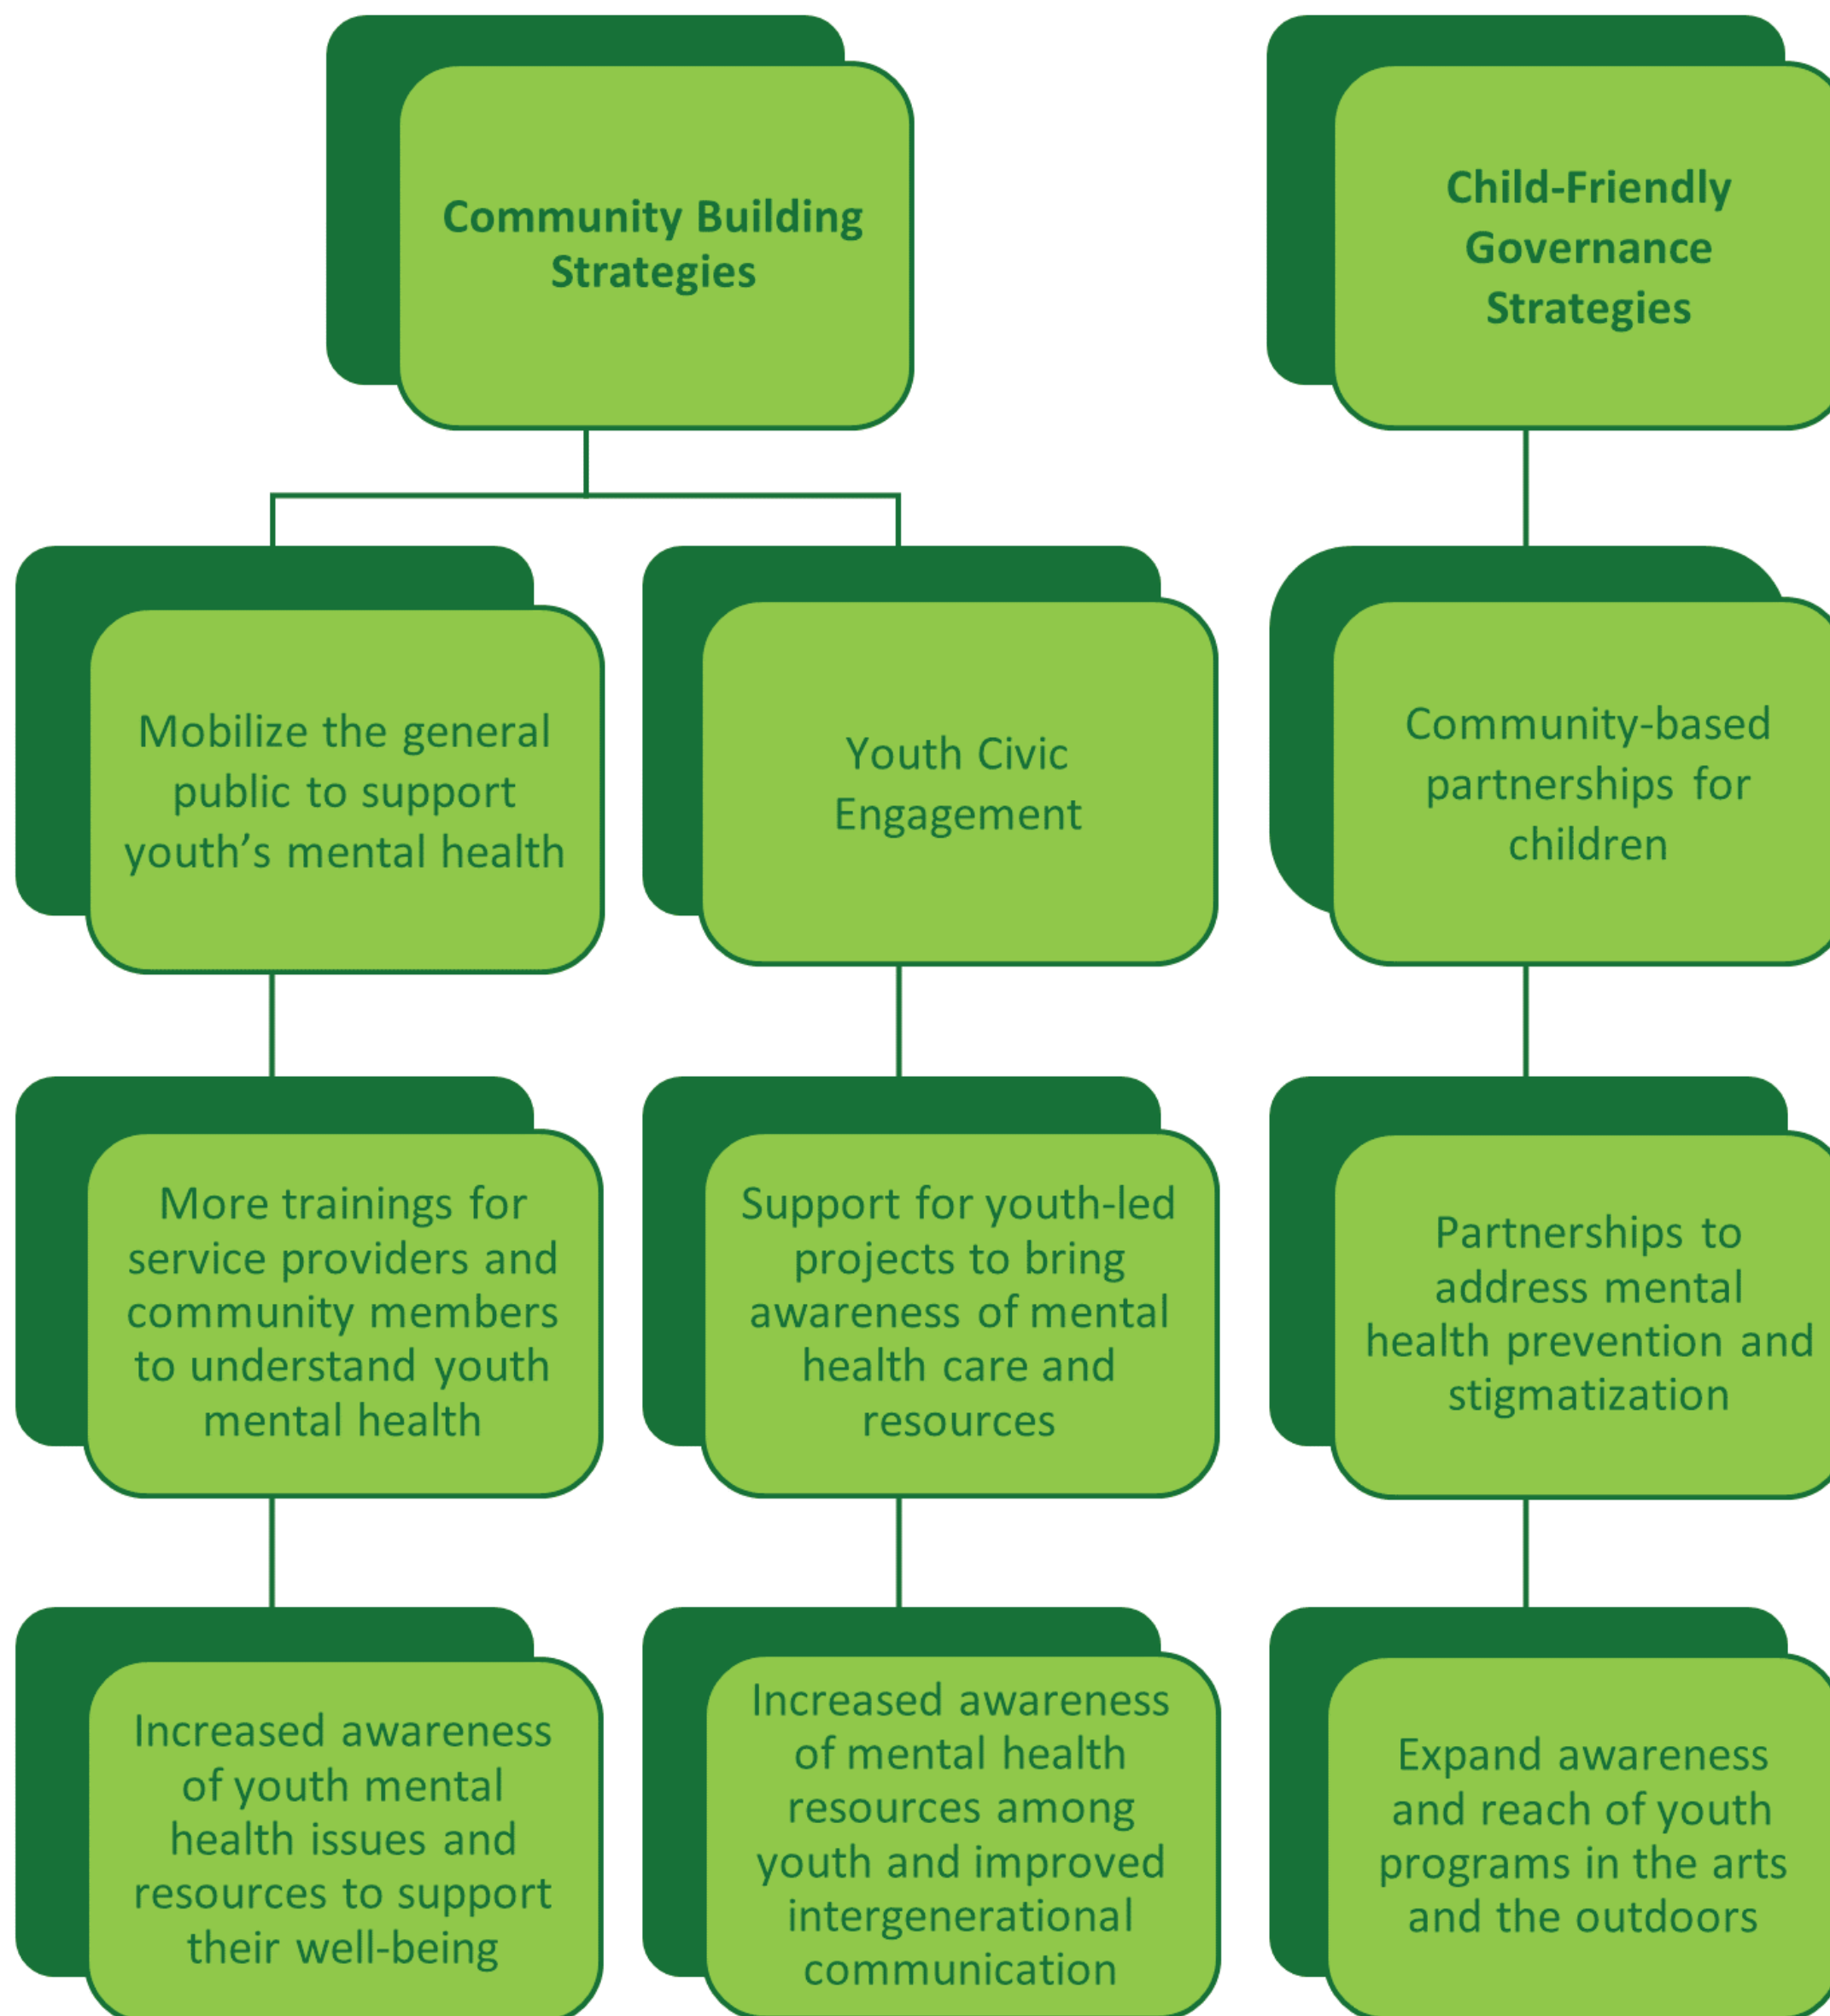 Community Building
Strategies
Child-Friendly
Governance
Strategies
Mobilize the general
public to support
youth’s mental health
Youth Civic
Engagement
Community-based
partnerships for
children
More trainings for
service providers and
community members
to understand youth
mental health
Support for youth-led
projects to bring
awareness of mental
health care and
resources
Partnerships to
address mental
health prevention and
stigmatization
Increased awareness
of youth mental
health issues and
resources to support
their well-being
Increased awareness
of mental health
resources among
youth and improved
intergenerational
communication
Expand awareness
and reach of youth
programs in the arts
and the outdoors